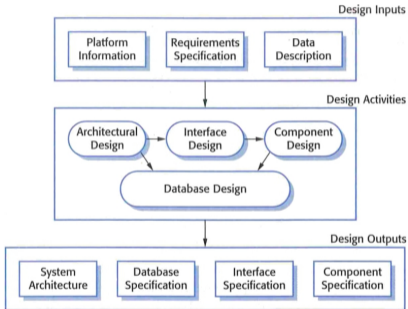 Design Inputs
Platform
Information
Requirements
Specification
Data
Description
Design Activities
Architectural
Design
Interface
Design
Component
Design
Database Design
Design Outputs
System
Architecture
Database
Specification
Interface
Specification
Component
Specification